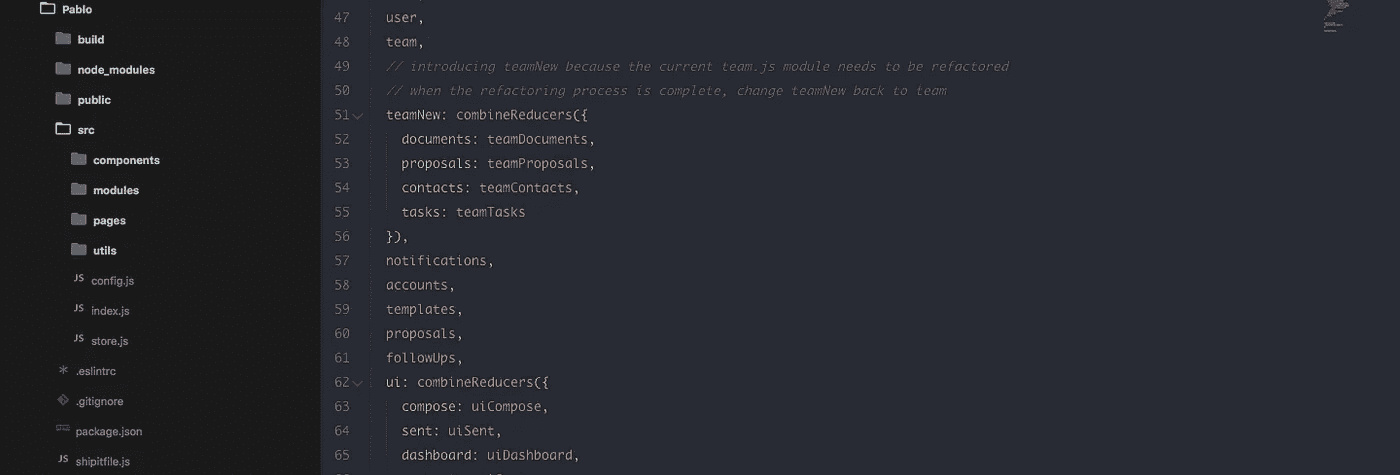 Pablo
build
node_modules
public
src
components
modules
pages
utils
JS config.js
JS index.js
JS store.js
.eslintrc
.gitignore
package.json
JS shipitfile.js
47 user,
48 team,
49 // introducing teamNew because the current team.js module needs to be refactored
50 // when the refactoring process is complete, change teamNew back to team
51 teamNew: combineReducers({
52 documents: teamDocuments,
53 proposals: teamProposals,
54 contacts: teamContacts,
55 tasks: teamTasks
56 }),
57 notifications,
58 accounts,
59 templates,
60 proposals,
61 followUps,
62 ui: combineReducers({
63 compose: uiCompose,
64 sent: uiSent,
65 dashboard: uiDashboard,